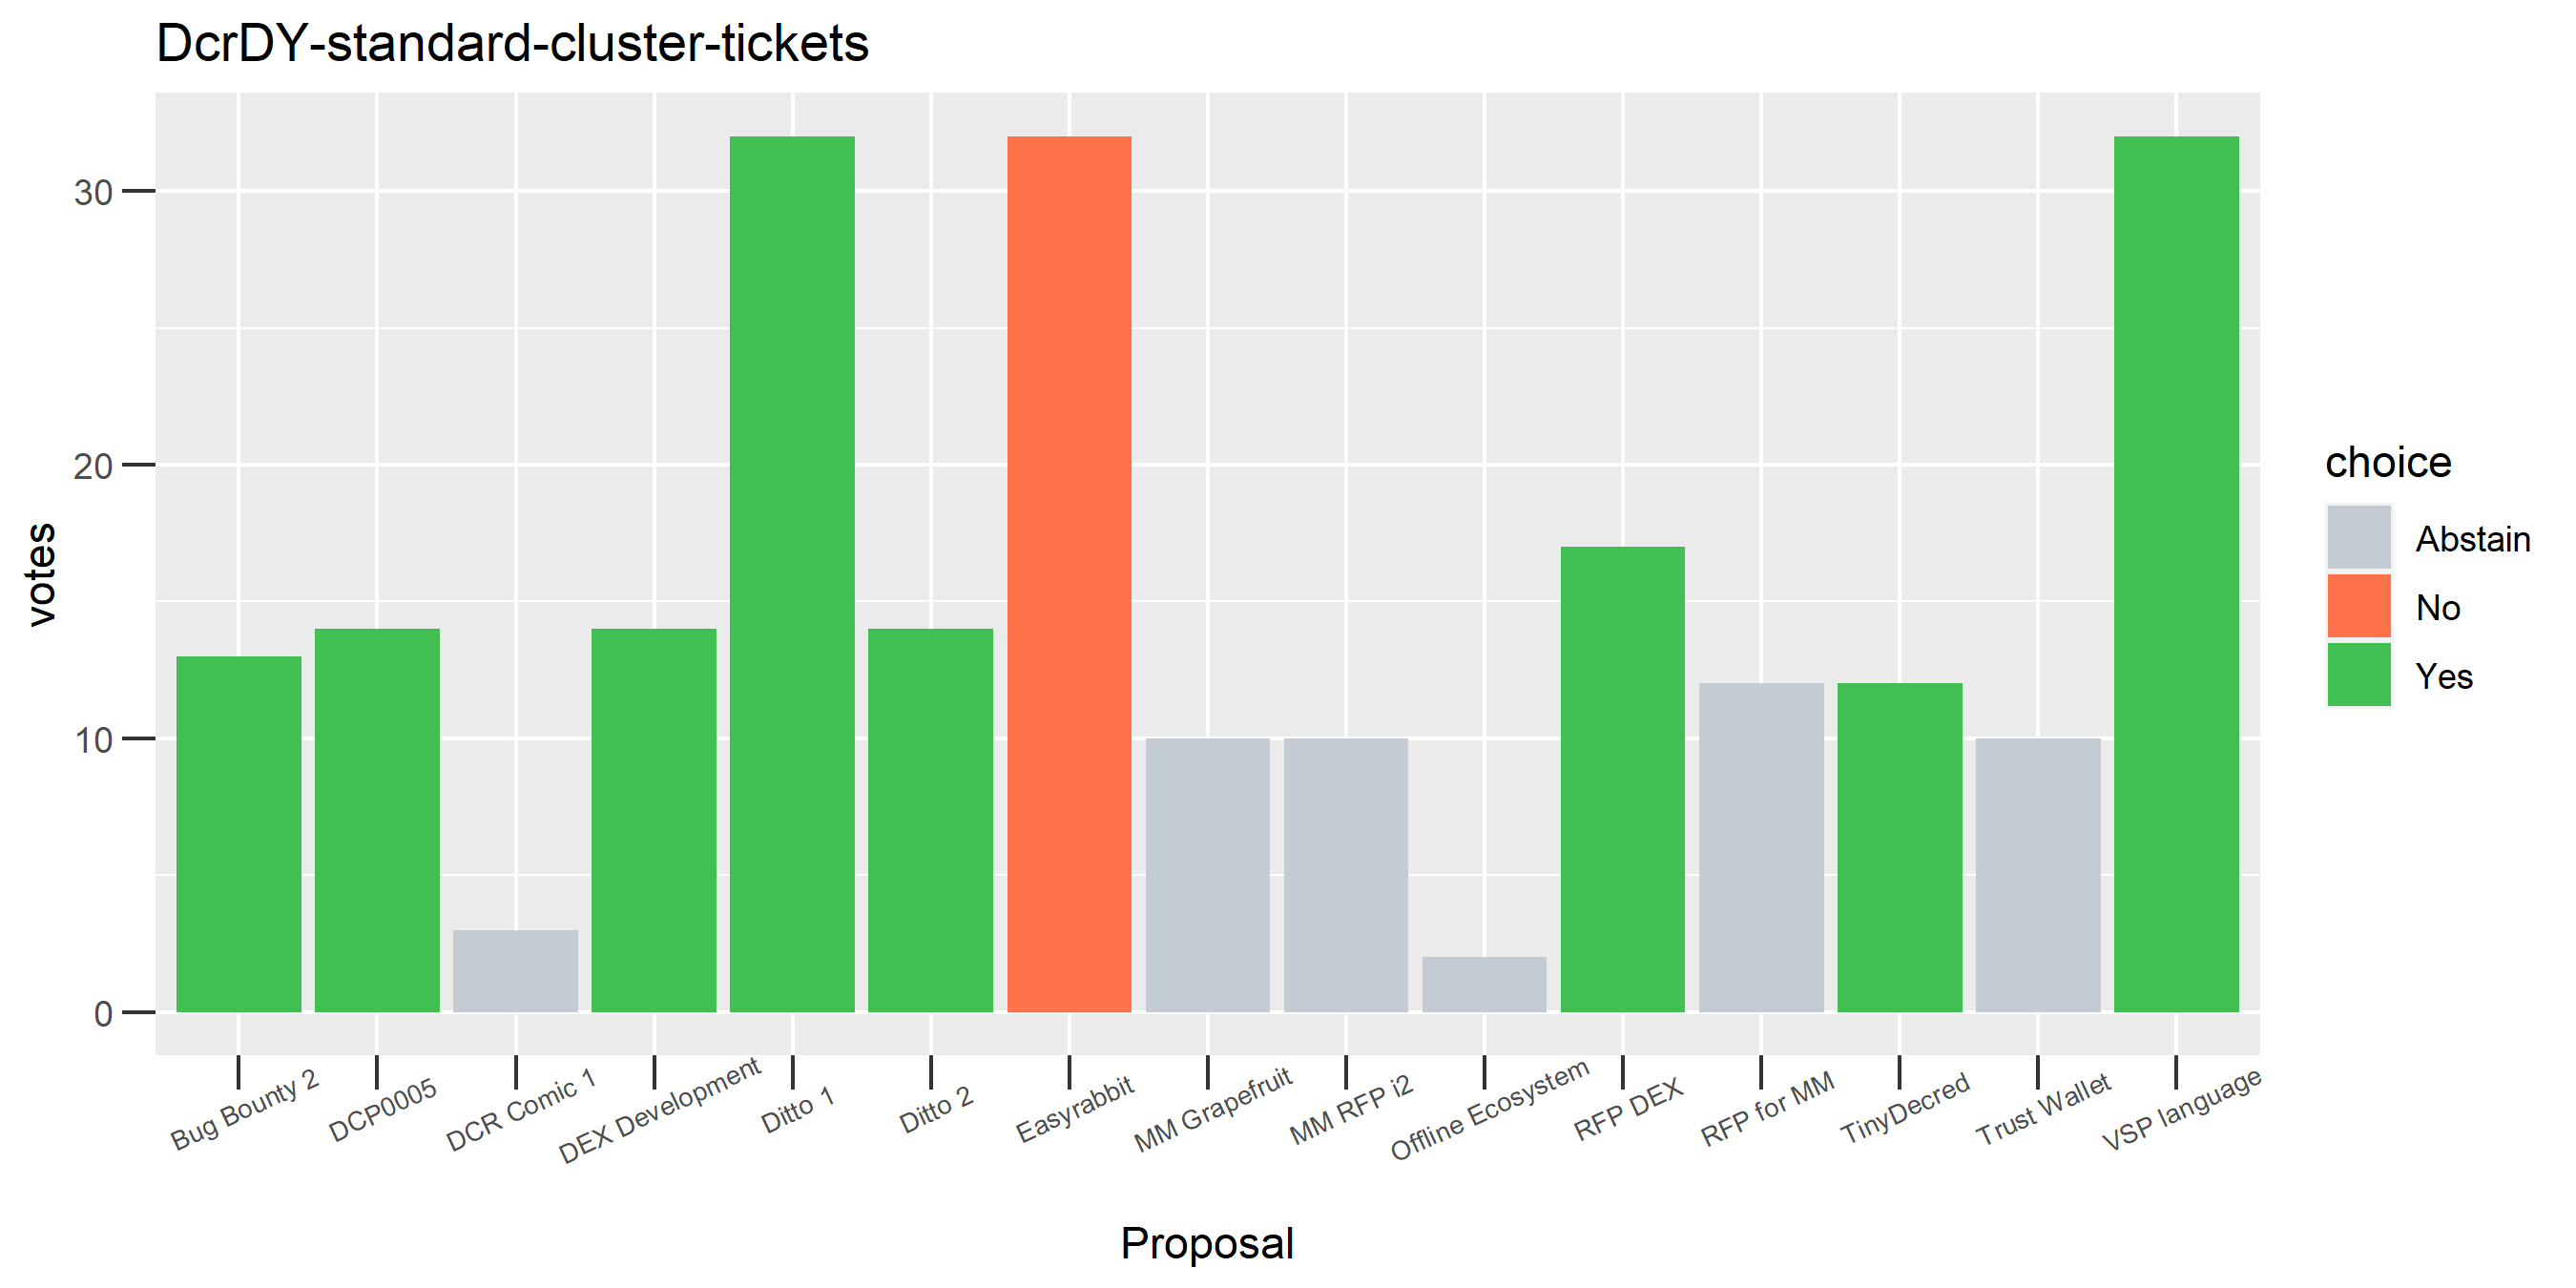 DcrDY-standard-cluster-tickets
votes
30
20
10
0
Bug Bounty 2
DCP0005
DCR Comic 1
DEX Development
Ditto 1
Ditto 2
Easyrabbit
MM Grapefruit
MM RFP i2
Offline Ecosystem
RFP DEX
RFP for MM
TinyDecred
Trust Wallet
VSP language
Proposal
choice
Abstain
No
Yes